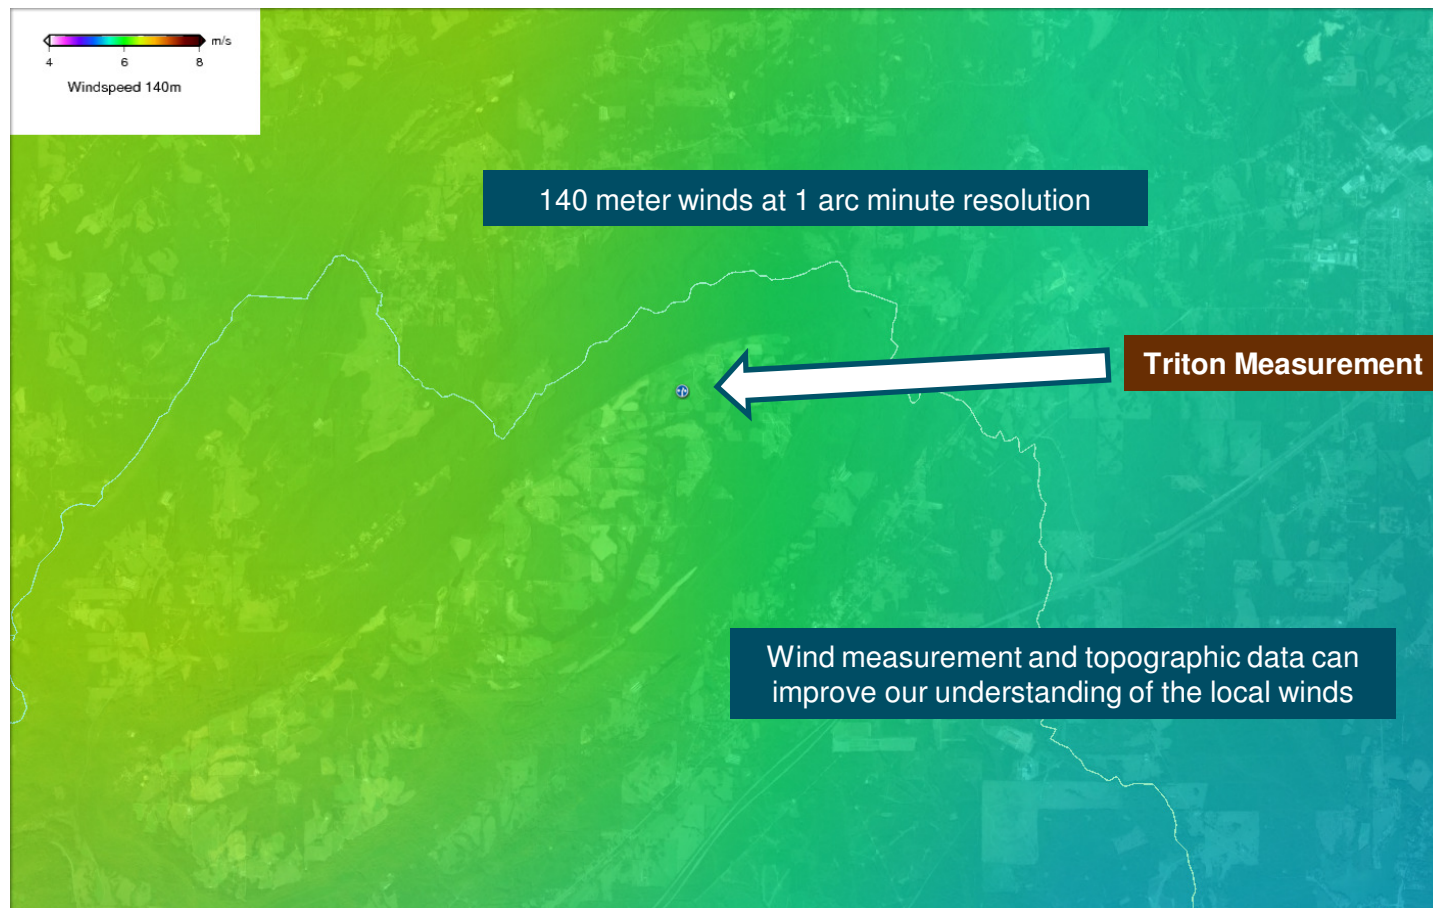 m/s
4 6 8
Windspeed 140m
140 meter winds at 1 arc minute resolution
Triton Measurement
Wind measurement and topographic data can
improve our understanding of the local winds